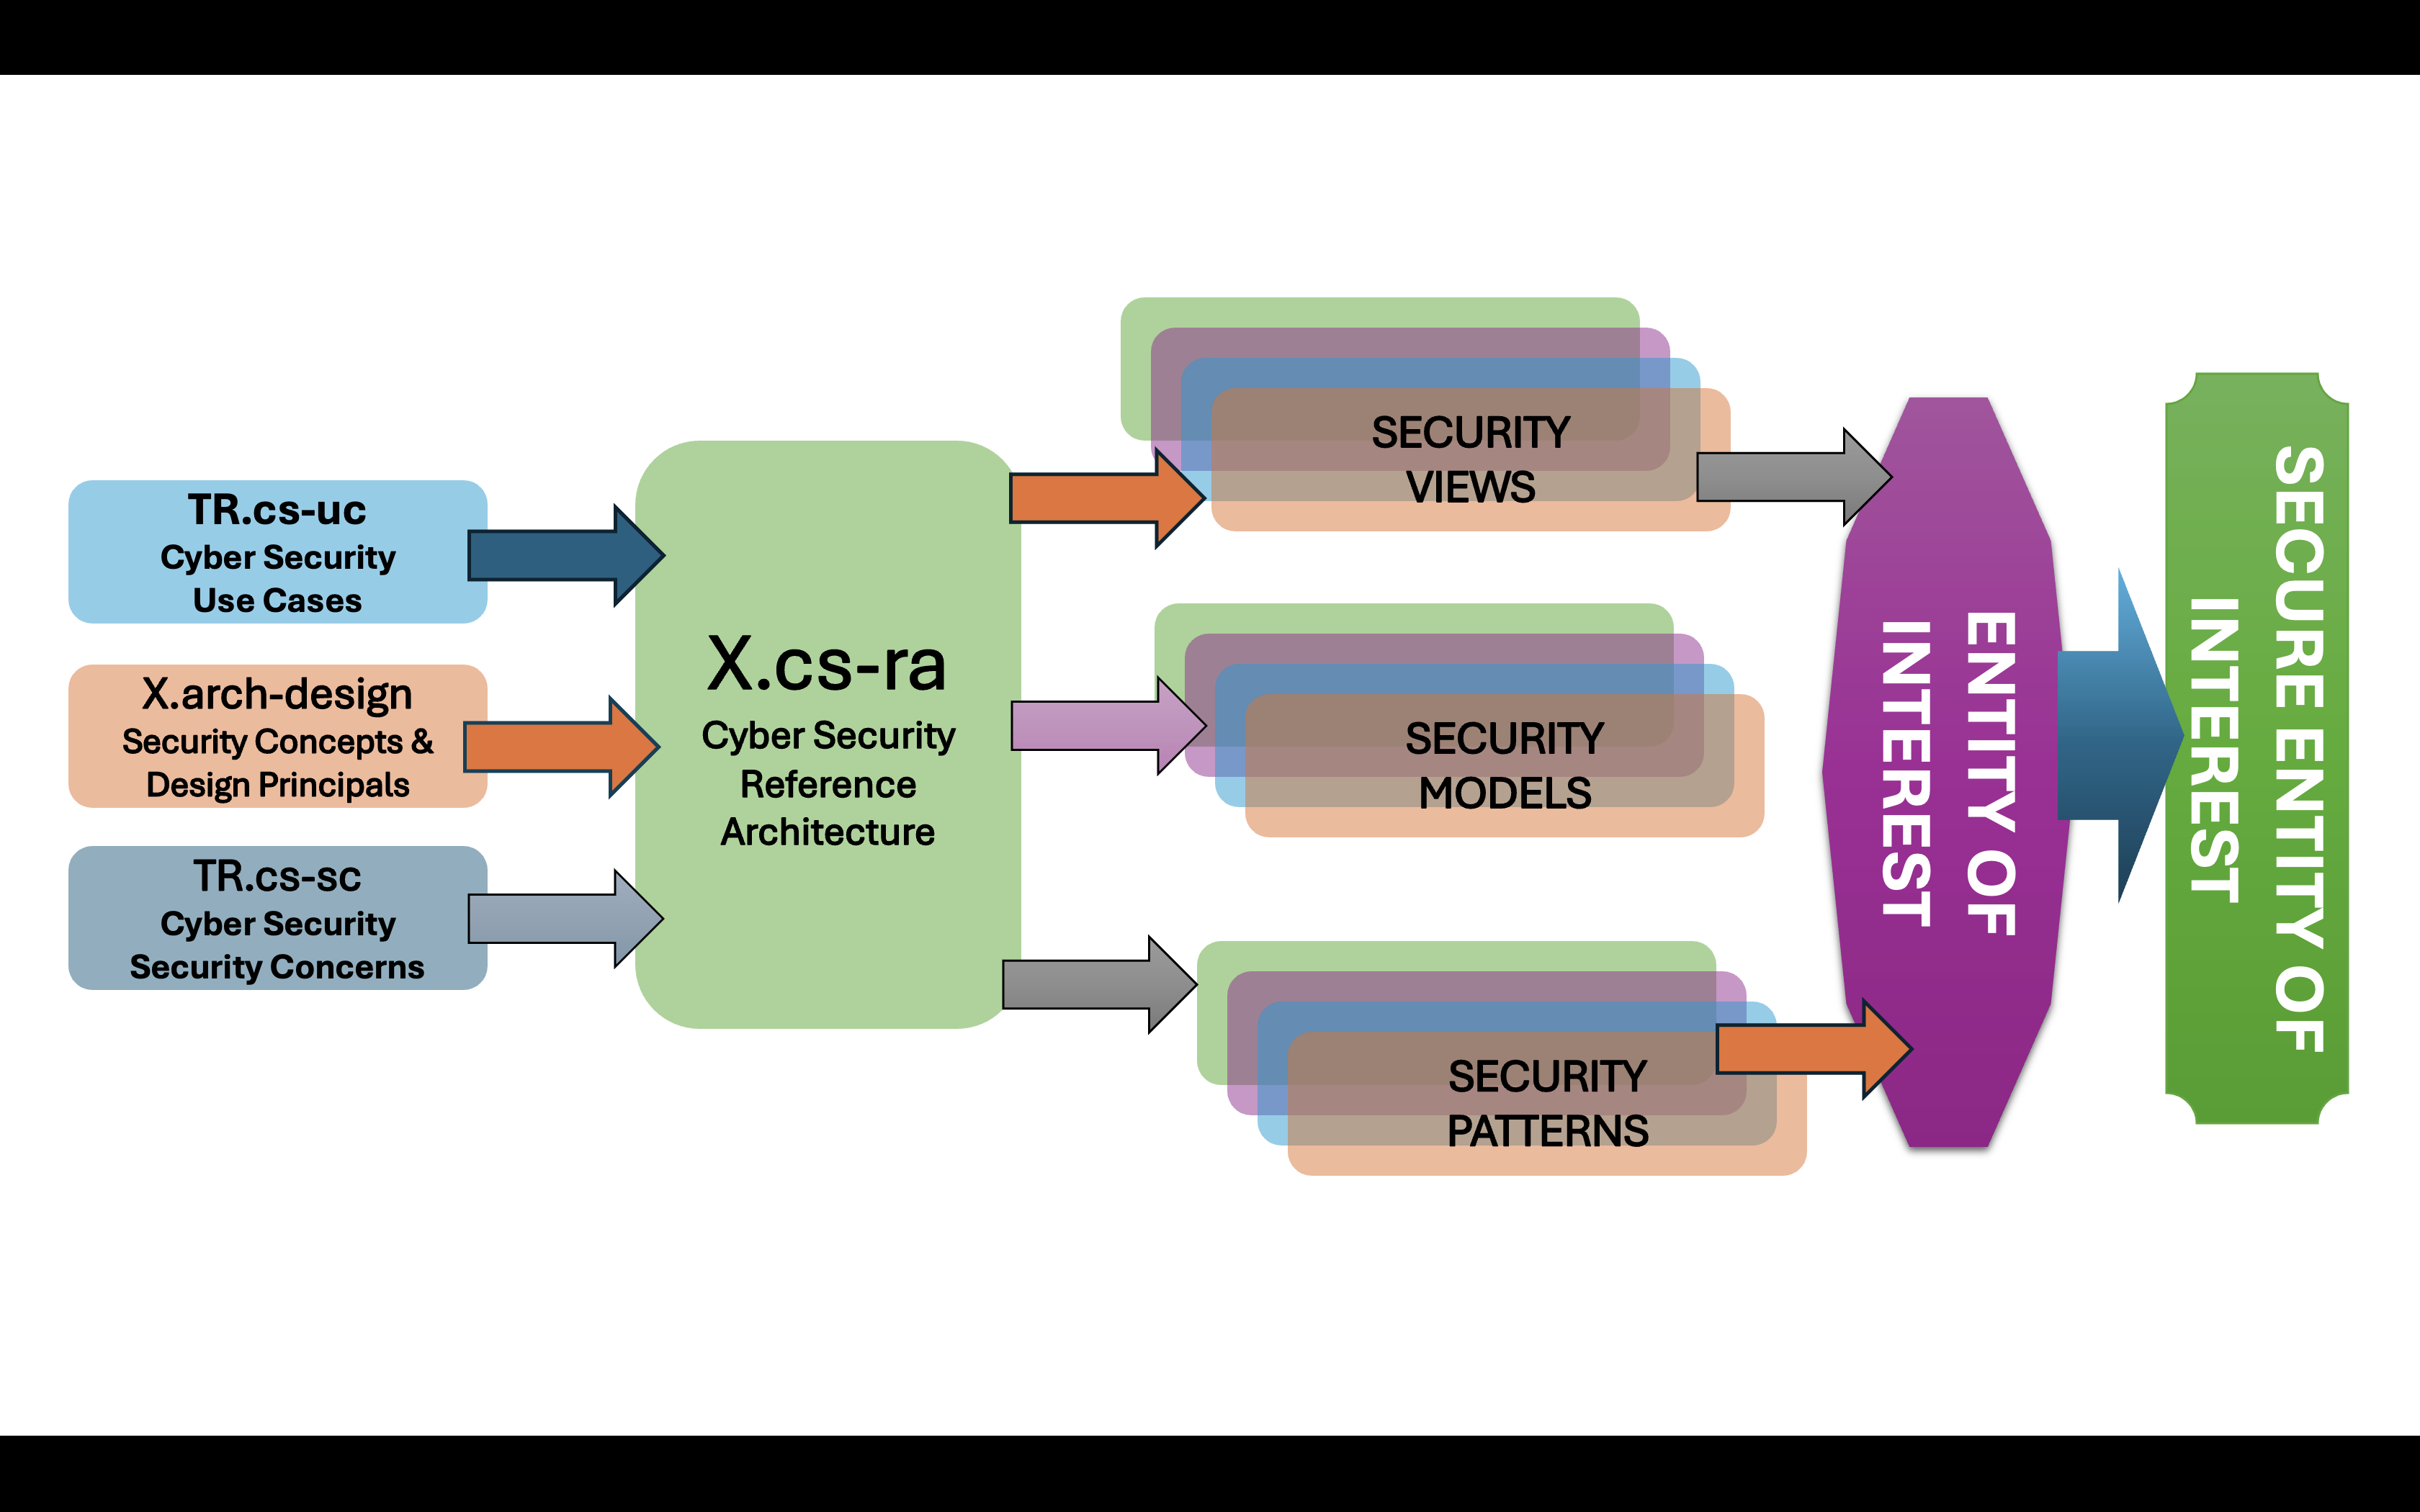 TR.cs-uc
Cyber Security
Use Cases
X.arch-design
Security Concepts &
Design Principals
TR.cs-sc
Cyber Security
Security Concerns
X.cs-ra
Cyber Security
Reference
Architecture
SECURITY
VIEWS
SECURITY
MODELS
SECURITY
PATTERNS
ENTITY OF
INTEREST
SECURE ENTITY OF
INTEREST